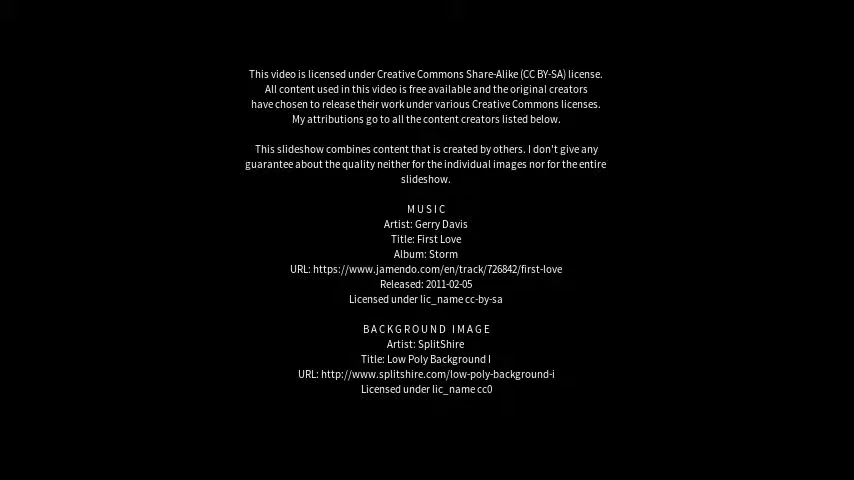 This video is licensed under Creative Commons Share-Alike (CC BY-SA) license.
All content used in this video is free available and the original creators
have chosen to release their work under various Creative Commons licenses.
My attributions go to all the content creators listed below.
This slideshow combines content that is created by others. I don't give any
guarantee about the quality neither for the individual images nor for the entire
slideshow.
MUSIC
Artist: Gerry Davis
Title: First Love
Album: Storm
URL: https://www.jamendo.com/en/track/726842/first-love
Released: 2011-02-05
Licensed under lic_name cc-by-sa
BACKGROUND IMAGE
Artist: SplitShire
Title: Low Poly Background I
URL: http://www.splitshire.com/low-poly-background-i
Licensed under lic_name cc0